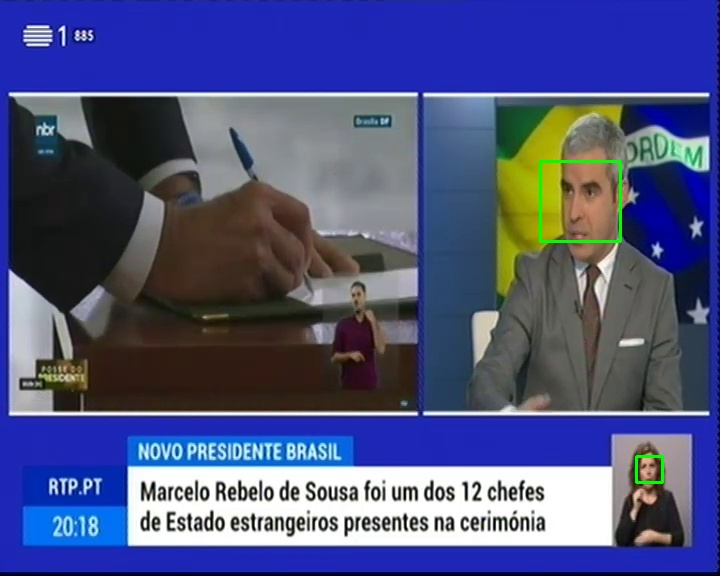 1 885
nbr
Brasília DF
ORDEM
POSSE DO
PRESIDENTE
NOVO PRESIDENTE BRASIL
RTP.PT
Marcelo Rebelo de Sousa foi um dos 12 chefes
20:18
de Estado estrangeiros presentes na cerimónia